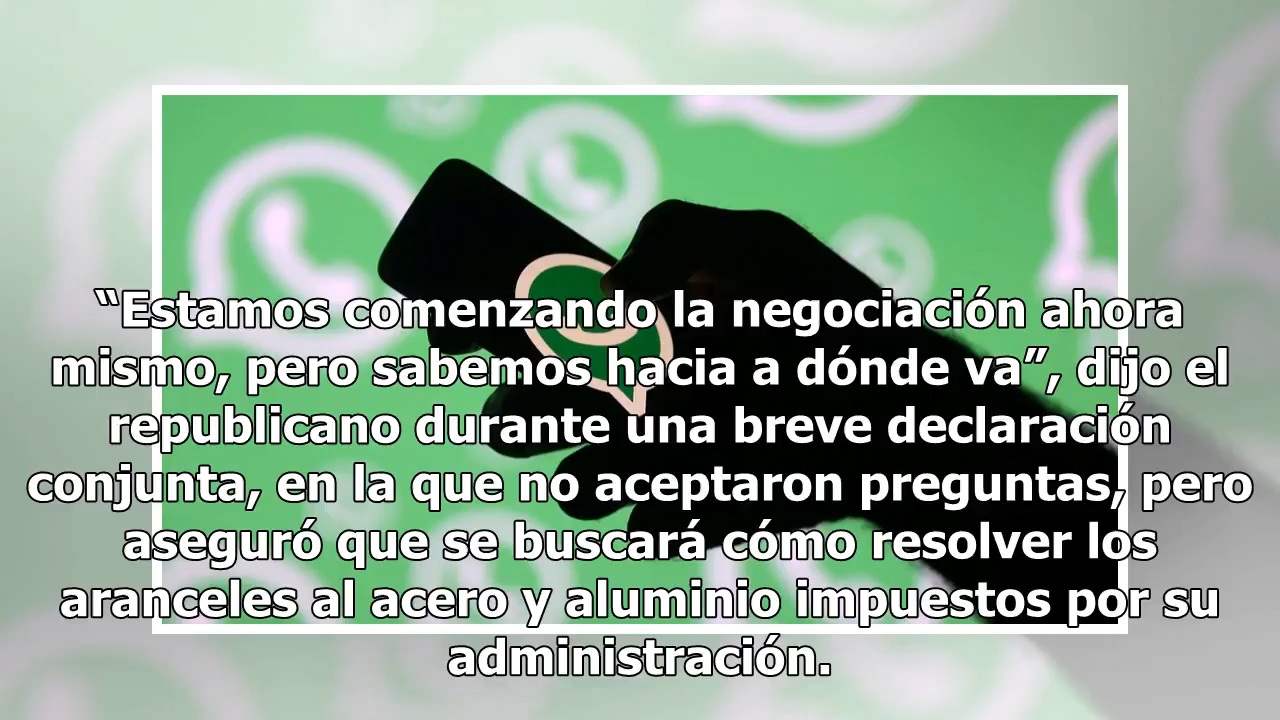 “Estamos comenzando la negociación ahora
mismo, pero sabemos hacia a dónde va”, dijo el
republicano durante una breve declaración
conjunta, en la que no aceptaron preguntas, pero
aseguró que se buscará cómo resolver los
aranceles al acero y aluminio impuestos por su
administración.